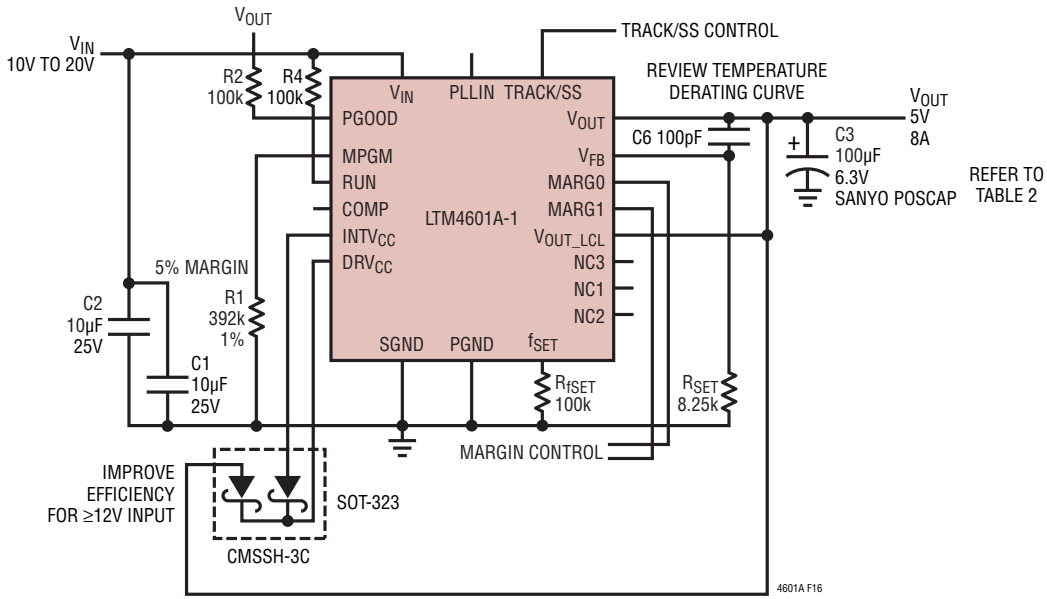 VOUT
VIN
10V TO 20V
R2
100k
R4
100k
TRACK/SS CONTROL
REVIEW TEMPERATURE
DERATING CURVE
VIN
PLLIN
TRACK/SS
PGOOD
MPGM
RUN
COMP
INTVCC
DRVCC
LTM4601A-1
VOUT
VFB
MARG0
MARG1
VOUT_LCL
NC3
NC1
NC2
SGND
PGND
fSET
C6 100pF
VOUT
5V
8A
+
C3
100µF
6.3V
SANYO POSCAP
REFER TO
TABLE 2
5% MARGIN
C2
10µF
25V
R1
392k
1%
C1
10µF
25V
RfSET
100k
RSET
8.25k
MARGIN CONTROL
IMPROVE
EFFICIENCY
FOR ≥12V INPUT
SOT-323
CMSSH-3C
4601A F16